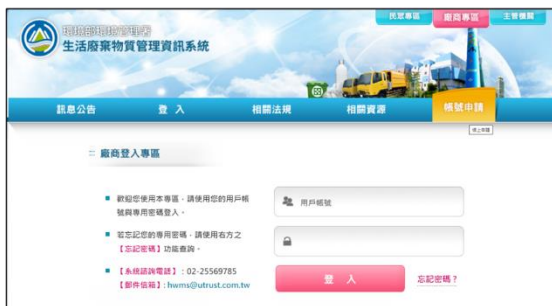 民眾專區
廠商專區
主管機關
環境部環境管理署
生活廢棄物質管理資訊系統
訊息公告
登 入
相關法規
相關資源
帳號申請
線上申請
廠商登入專區
歡迎您使用本專區，請使用您的用戶帳
號與專用密碼登入。
若忘記您的專用密碼，請使用右方之
【忘記密碼】功能查詢。
【系統諮詢電話】：02-25569785
【郵件信箱】：hwms@utrust.com.tw
用戶帳號
登 入
忘記密碼？